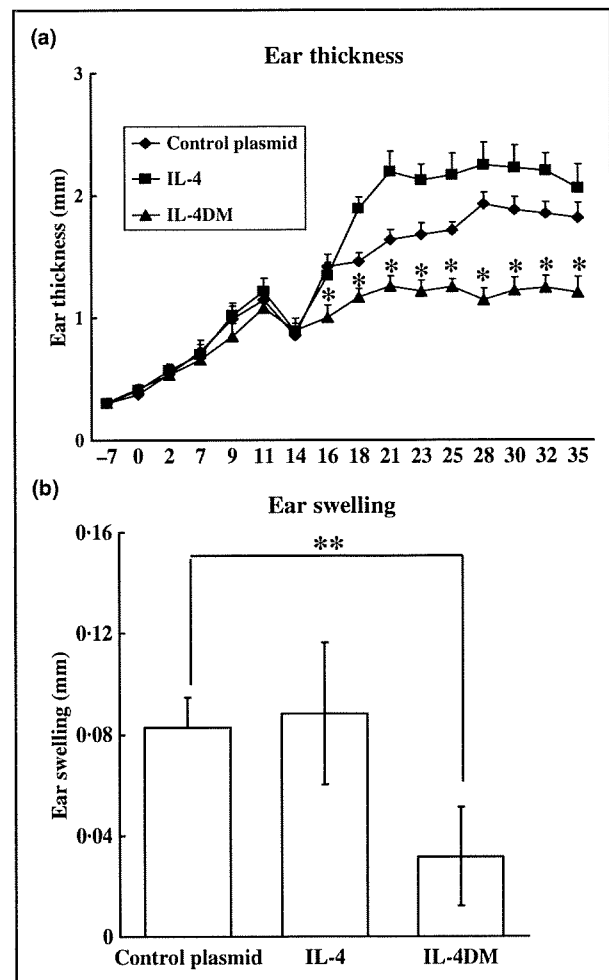 (a)
Ear thickness
3
2
1
0
Ear thickness (mm)
Control plasmid
IL-4
IL-4DM
* * * * * * * * *
–7 0 2 7 9 11 14 16 18 21 23 25 28 30 32 35
(b)
Ear swelling
0·16
0·12
0·08
0·04
0
Ear swelling (mm)
**
Control plasmid IL-4 IL-4DM